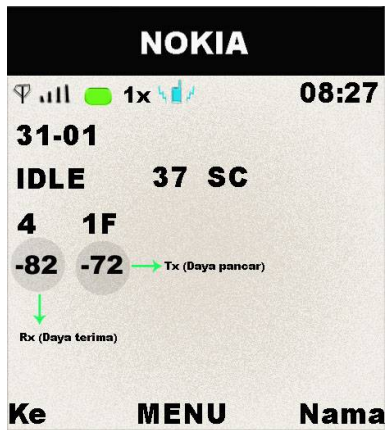 NOKIA
1x 08:27
31-01
IDLE 37 SC
4 1F
-82 -72 Tx (Daya pancar)
Rx (Daya terima)
Ke MENU Nama